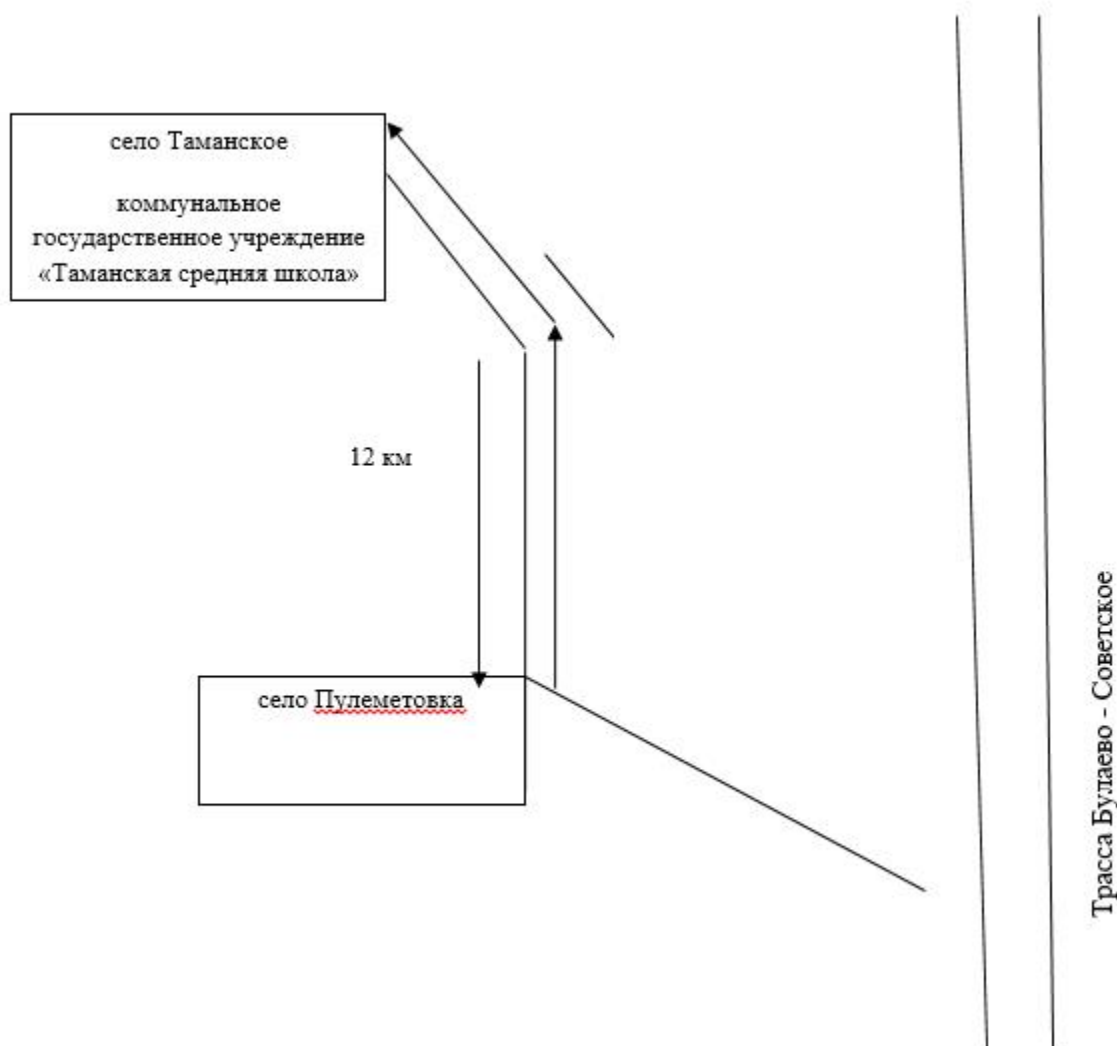 село Таманское
коммунальное
государственное учреждение
«Таманская средняя школа»
12 км
село Пулеметовка
Трасса Булаево - Советское